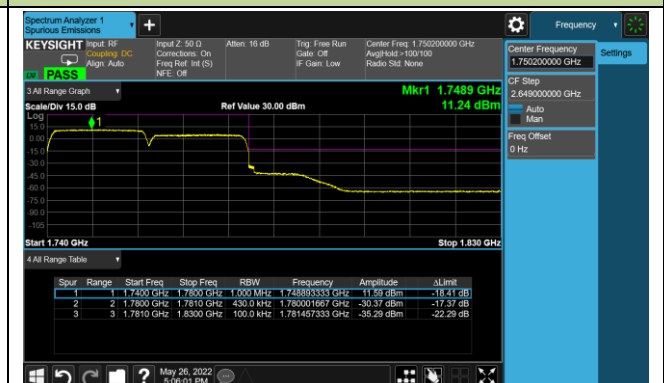 Spectrum Analyzer 1
Spurious Emissions
+
Frequency
KEYSIGHT
Input: RF
Coupling: DC
Align: Auto
Input Z: 50 Ω
Corrections: On
Freq Ref: Int (S)
NFE: Off
Atten: 16 dB
Trig: Free Run
Gate: Off
IF Gain: Low
Center Freq: 1.750200000 GHz
Avg|Hold >100/100
Radio Std: None
PASS
Center Frequency
1.750200000 GHz
Settings
CF Step
2.649000000 GHz
Auto
Man
Freq Offset
0 Hz
3 All Range Graph
Mkr1 1.7489 GHz
Scale/Div 15.0 dB
Ref Value 30.00 dBm
11.24 dBm
Log
1
15.0
0.00
-15.0
-30.0
-45.0
-60.0
-75.0
-90.0
-105
Start 1.740 GHz
Stop 1.830 GHz
4 All Range Table
Spur Range Start Freq Stop Freq RBW Frequency Amplitude ΔLimit
1 1 1.7400 GHz 1.7800 GHz 1.000 MHz 1.748893333 GHz 11.59 dBm -18.41 dB
2 2 1.7800 GHz 1.7810 GHz 430.0 kHz 1.780001667 GHz -30.37 dBm -17.37 dB
3 3 1.7810 GHz 1.8300 GHz 100.0 kHz 1.781457333 GHz -35.29 dBm -22.29 dB
?
May 26, 2022
5:06:01 PM